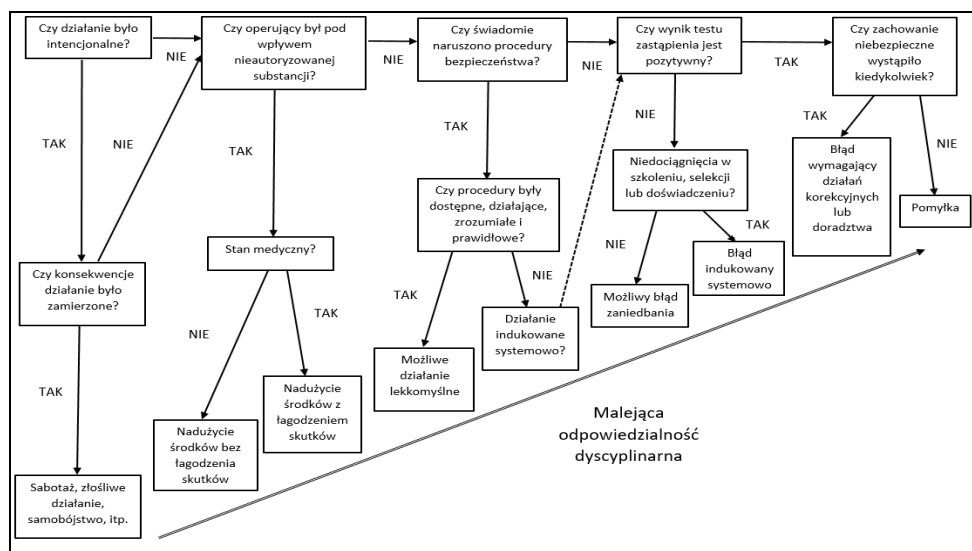 Czy działanie było
intencjonalne?
NIE
Czy operujący był pod
wpływem
nieautoryzowanej
substancji?
NIE
Czy świadomie
naruszono procedury
bezpieczeństwa?
NIE
Czy wynik testu
zastąpienia jest
pozytywny?
TAK
Czy zachowanie
niebezpieczne
wystąpiło
kiedykolwiek?
TAK
NIE
TAK
TAK
NIE
TAK
NIE
Czy konsekwencje
działanie było
zamierzone?
Stan medyczny?
Czy procedury były
dostępne, działające,
zrozumiałe i
prawidłowe?
Niedociągnięcia w
szkoleniu, selekcji
lub doświadczeniu?
Błąd
wymagający
działań
korekcyjnych
lub
doradztwa
Pomyłka
TAK
NIE
TAK
TAK
NIE
NIE
TAK
Sabotaż, złośliwe
działanie,
samobójstwo, itp.
Nadużycie
środków bez
łagodzenia
skutków
Nadużycie
środków z
łagodzeniem
skutków
Możliwe
działanie
lekkomyślne
Działanie
indukowane
systemowo?
Możliwy błąd
zaniedbania
Błąd
indukowany
systemowo
Malejąca
odpowiedzialność
dyscyplinarna